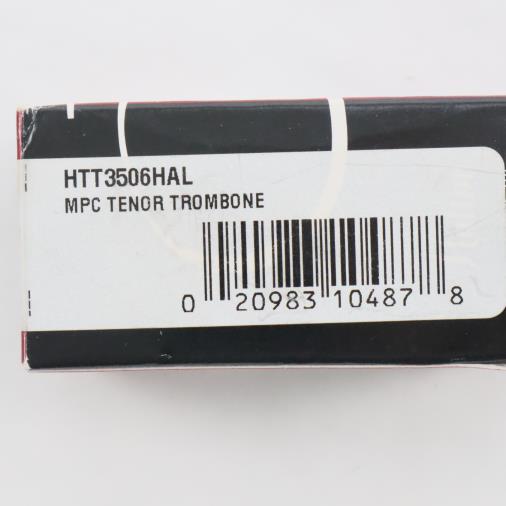 HTT3506HAL
MPC TENOR TROMBONE
0 20983 10487 8